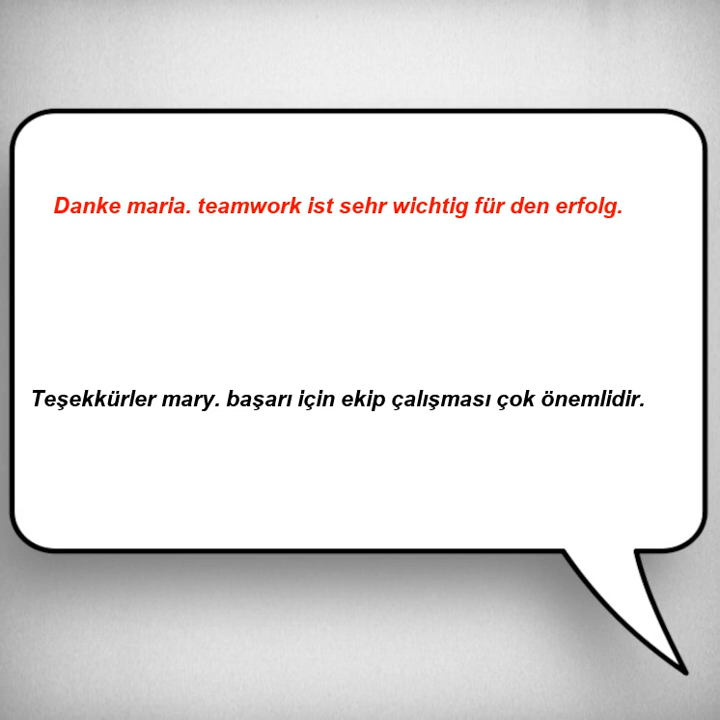 Danke maria. teamwork ist sehr wichtig für den erfolg.
Teşekkürler mary. başarı için ekip çalışması çok önemlidir.